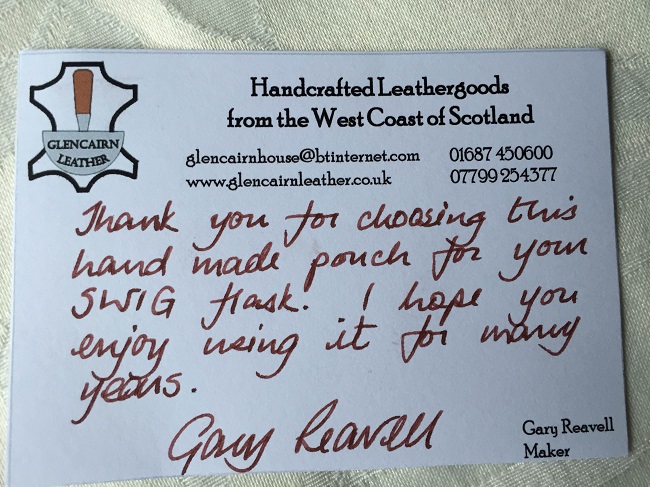 GLENCAIRN
LEATHER
Handcrafted Leathergoods
from the West Coast of Scotland
glencairnhouse@btinternet.com 01687 450600
www.glencairnleather.co.uk 07799 254377
Thank you for choosing this
hand made pouch for your
SWIG flask. I hope you
enjoy using it for many
years.
Gary Reavell
Gary Reavell
Maker